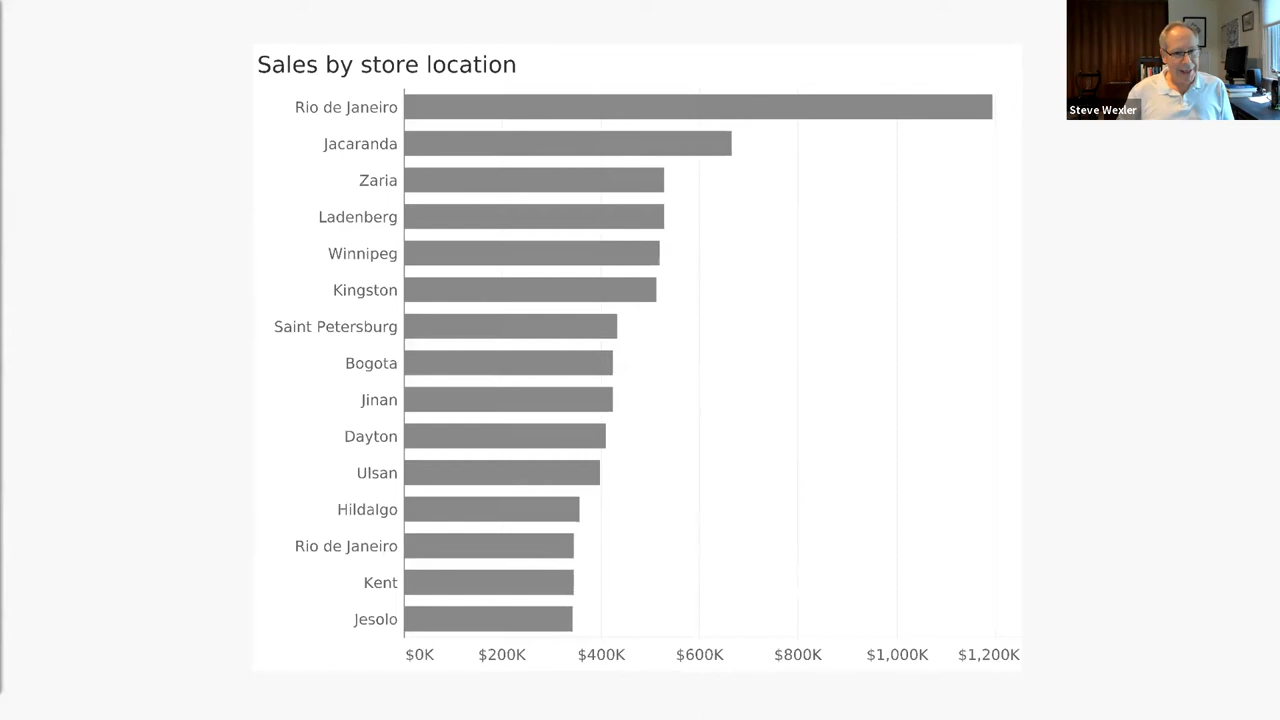 Sales by store location
Rio de Janeiro
Jacaranda
Zaria
Ladenberg
Winnipeg
Kingston
Saint Petersburg
Bogota
Jinan
Dayton
Ulsan
Hildalgo
Rio de Janeiro
Kent
Jesolo
$0K $200K $400K $600K $800K $1,000K $1,200K
Steve Wexler